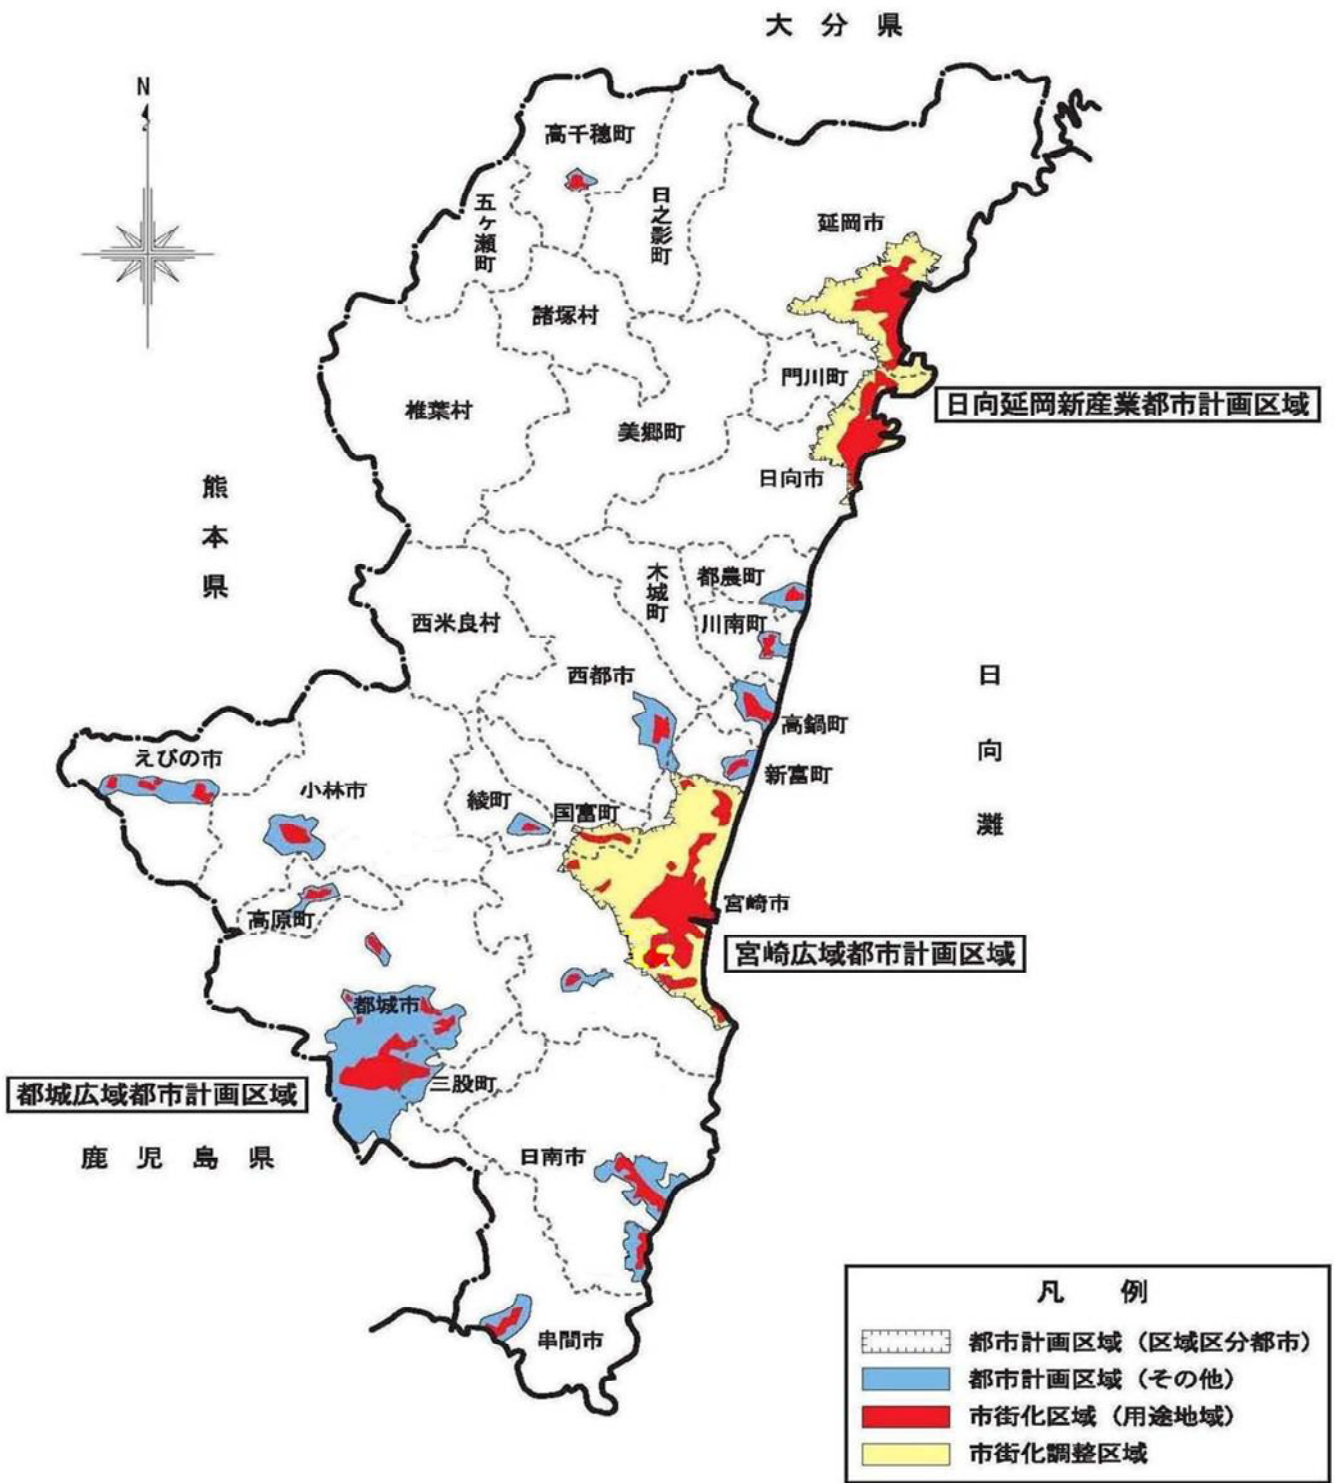 大分県
N
高千穂町
五ヶ瀬町
日之影町
延岡市
諸塚村
門川町
椎葉村
美郷町
日向延岡新産業都市計画区域
日向市
熊本県
都農町
木城町
川南町
西米良村
西都市
日向灘
高鍋町
えびの市
新富町
小林市
綾町
国富町
宮崎市
高原町
宮崎広域都市計画区域
都城市
三股町
都城広域都市計画区域
鹿児島県
日南市
串間市
凡例
都市計画区域（区域区分都市）
都市計画区域（その他）
市街化区域（用途地域）
市街化調整区域